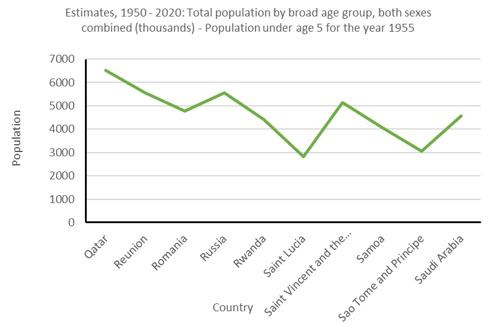 Estimates, 1950 - 2020: Total population by broad age group, both sexes
combined (thousands) - Population under age 5 for the year 1955
7000
6000
5000
4000
3000
2000
1000
0
Population
Qatar
Reunion
Romania
Russia
Rwanda
Saint Lucia
Saint Vincent and the...
Samoa
Sao Tome and Principe
Saudi Arabia
Country